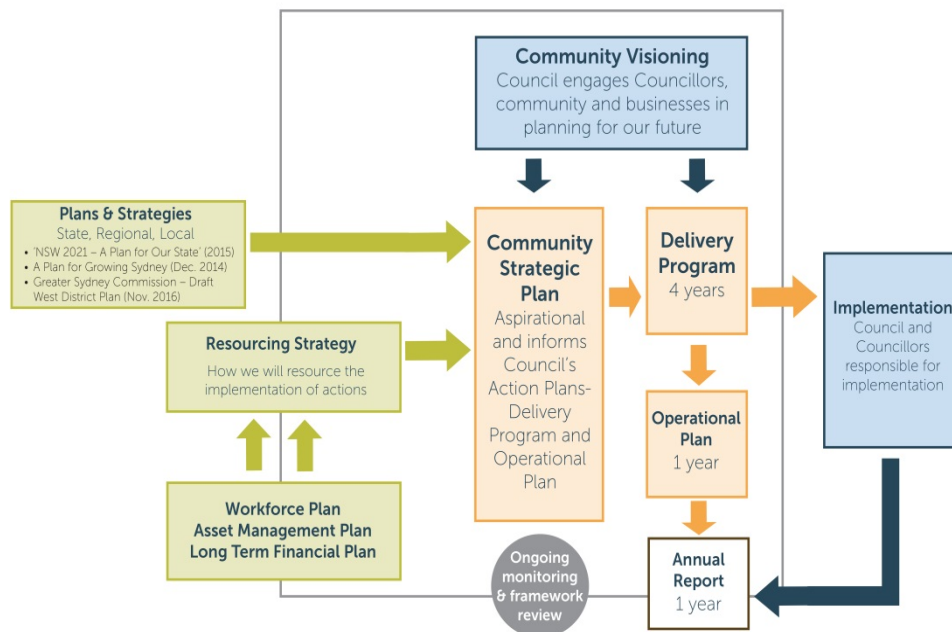 Community Visioning
Council engages Councillors,
community and businesses in
planning for our future
Plans & Strategies
State, Regional, Local
• ‘NSW 2021 – A Plan for Our State’ (2015)
• A Plan for Growing Sydney (Dec. 2014)
• Greater Sydney Commission – Draft
West District Plan (Nov. 2016)
Resourcing Strategy
How we will resource the
implementation of actions
Workforce Plan
Asset Management Plan
Long Term Financial Plan
Community
Strategic
Plan
Aspirational
and informs
Council’s
Action Plans-
Delivery
Program and
Operational
Plan
Delivery
Program
4 years
Operational
Plan
1 year
Annual
Report
1 year
Implementation
Council and
Councillors
responsible for
implementation
Ongoing
monitoring
& framework
review